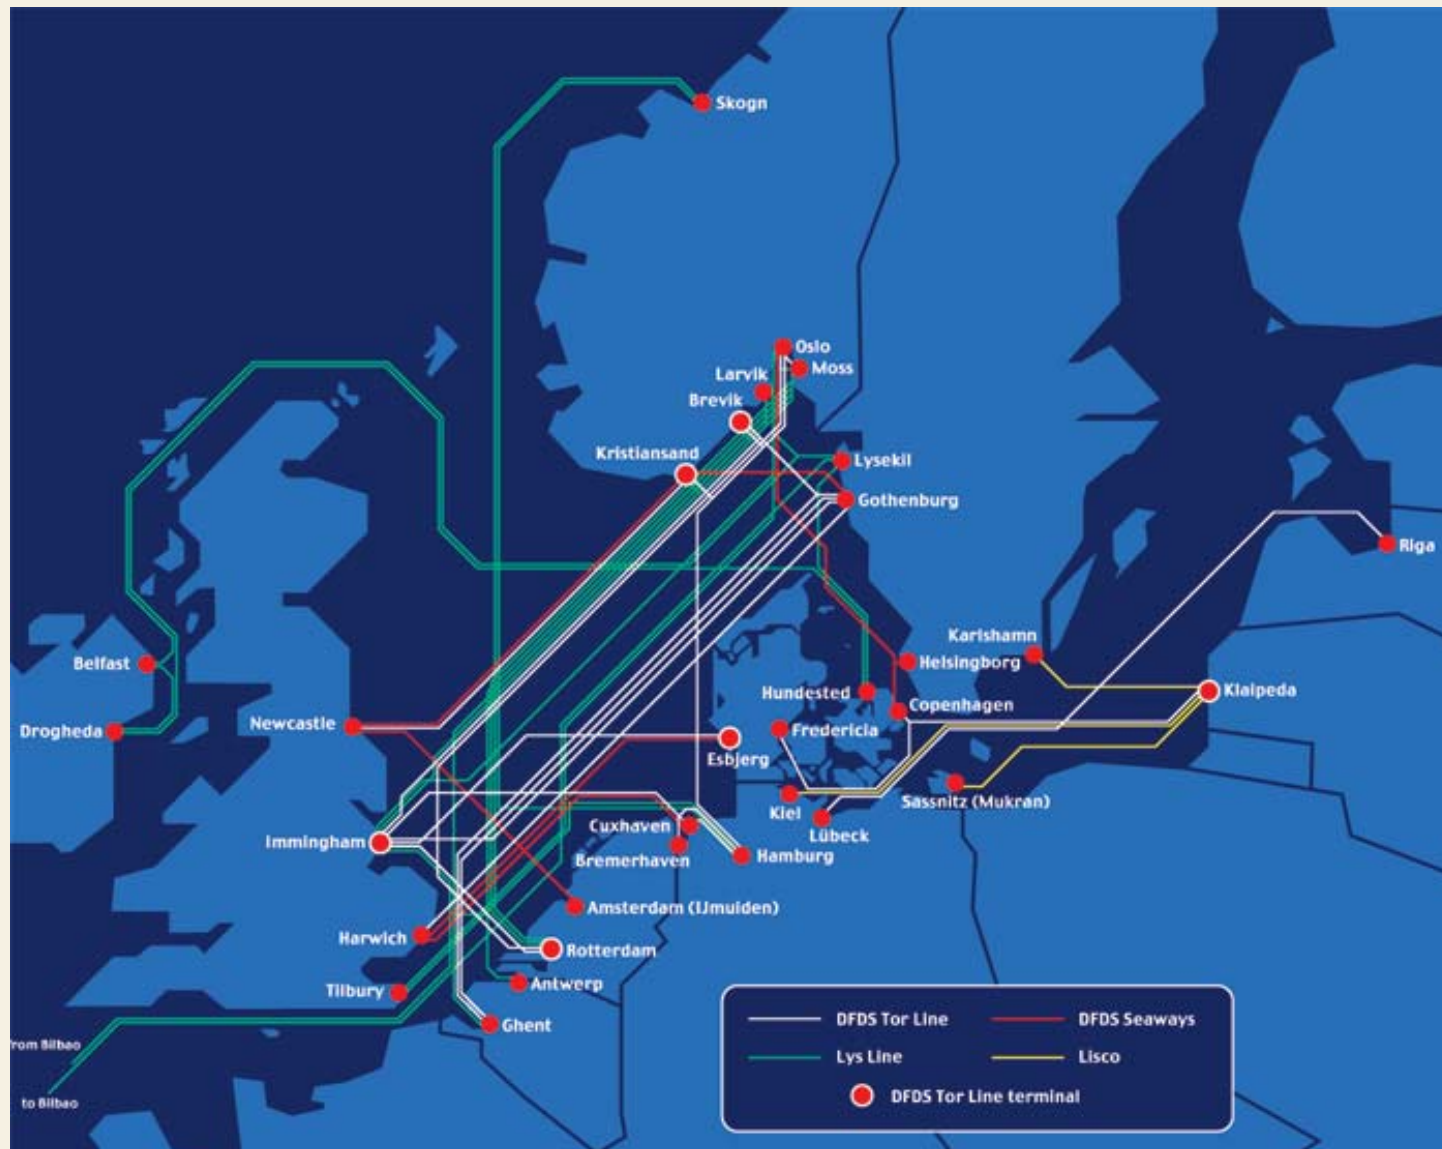 Skogn
Oslo
Moss
Larvik
Brevik
Kristiansand
Lysekil
Gothenburg
Riga
Karlshamn
Belfast
Helsingborg
Hundested
Klaipeda
Drogheda
Newcastle
Copenhagen
Fredericia
Esbjerg
Sassnitz (Mukran)
Kiel
Lübeck
Cuxhaven
Immingham
Bremerhaven
Hamburg
Amsterdam (IJmuiden)
Harwich
Rotterdam
Antwerp
Tilbury
Ghent
from Bilbao
to Bilbao
DFDS Tor Line
DFDS Seaways
Lys Line
Lisco
DFDS Tor Line terminal